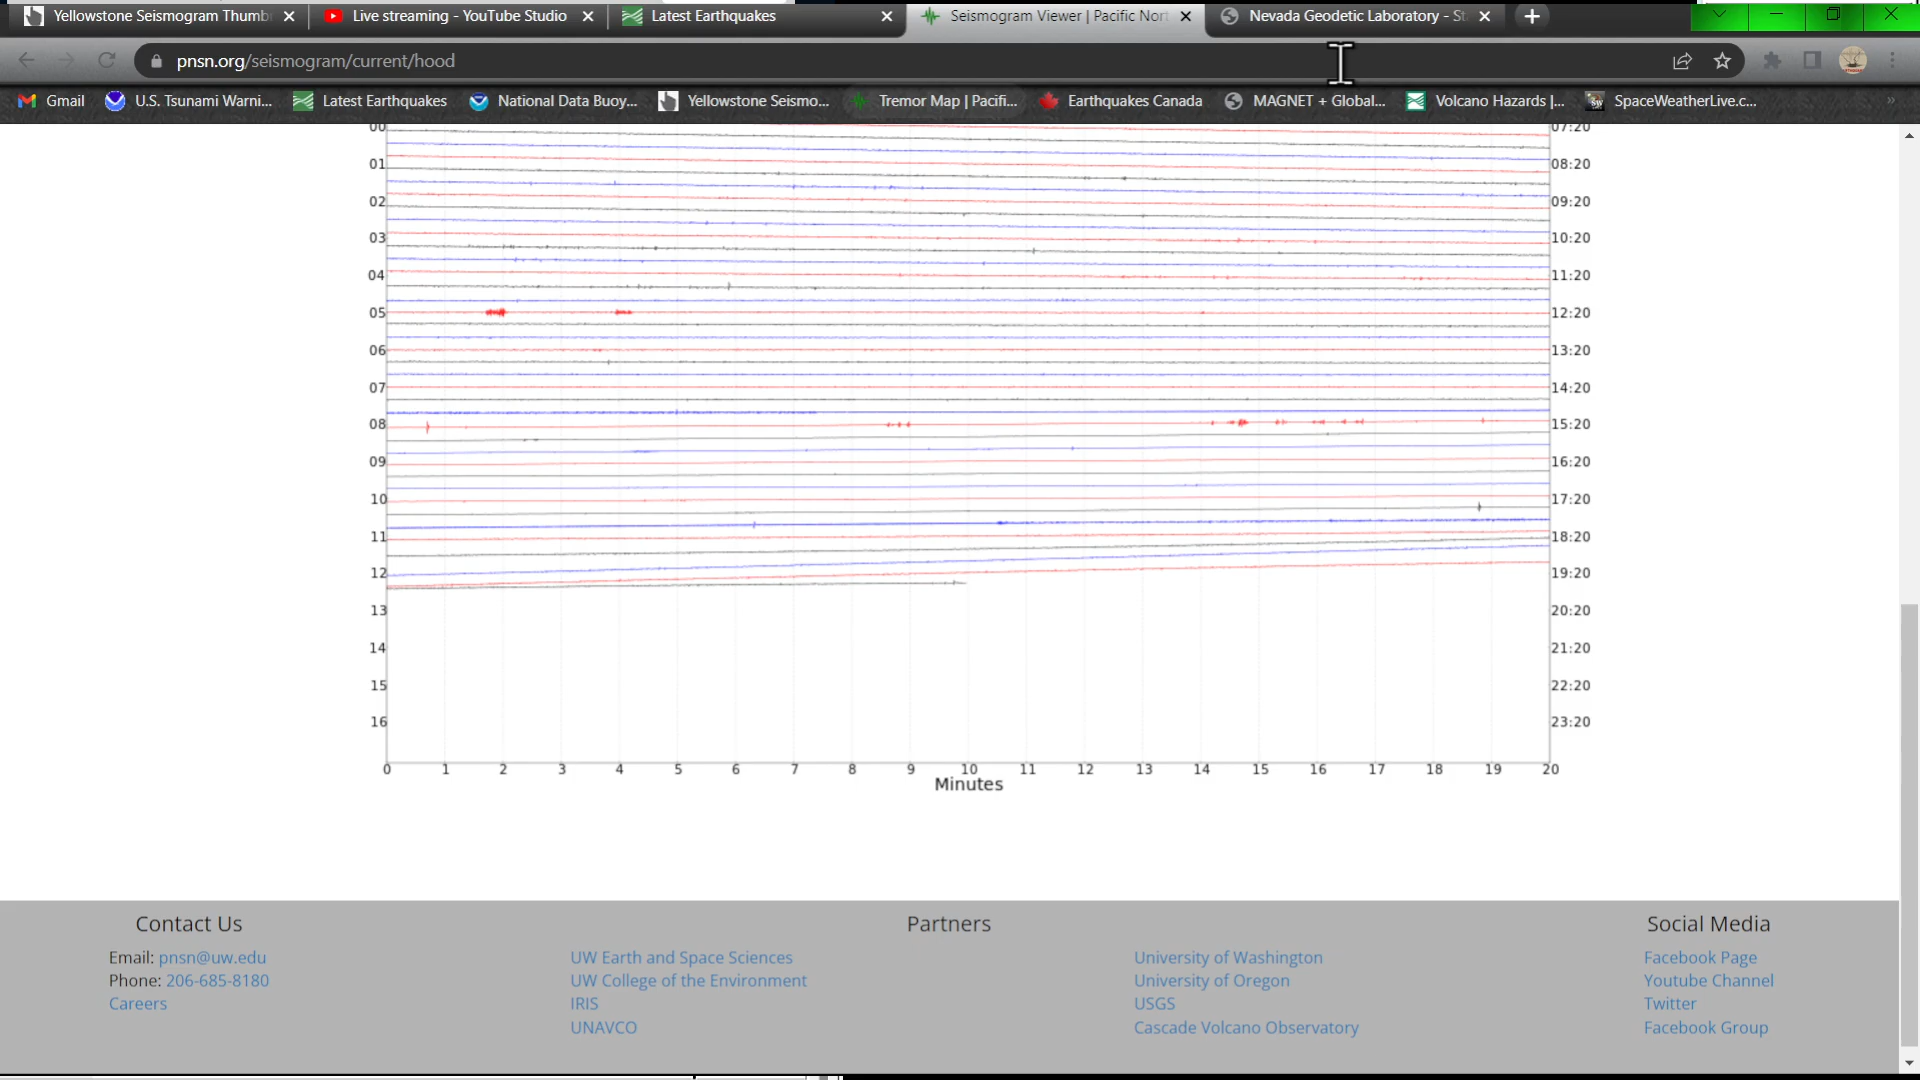 Yellowstone Seismogram Thumb
Live streaming - YouTube Studio
Latest Earthquakes
Seismogram Viewer | Pacific Nort
Nevada Geodetic Laboratory - Sta
pnsn.org/seismogram/current/hood
Gmail
U.S. Tsunami Warni...
Latest Earthquakes
National Data Buoy...
Yellowstone Seismo...
Tremor Map | Pacifi...
Earthquakes Canada
MAGNET + Global...
Volcano Hazards |...
SpaceWeatherLive.c...
00 07:20
01 08:20
02 09:20
03 10:20
04 11:20
05 12:20
06 13:20
07 14:20
08 15:20
09 16:20
10 17:20
11 18:20
12 19:20
13 20:20
14 21:20
15 22:20
16 23:20
0 1 2 3 4 5 6 7 8 9 10 11 12 13 14 15 16 17 18 19 20
Minutes
Contact Us
Email: pnsn@uw.edu
Phone: 206-685-8180
Careers
Partners
UW Earth and Space Sciences
UW College of the Environment
IRIS
UNAVCO
University of Washington
University of Oregon
USGS
Cascade Volcano Observatory
Social Media
Facebook Page
Youtube Channel
Twitter
Facebook Group